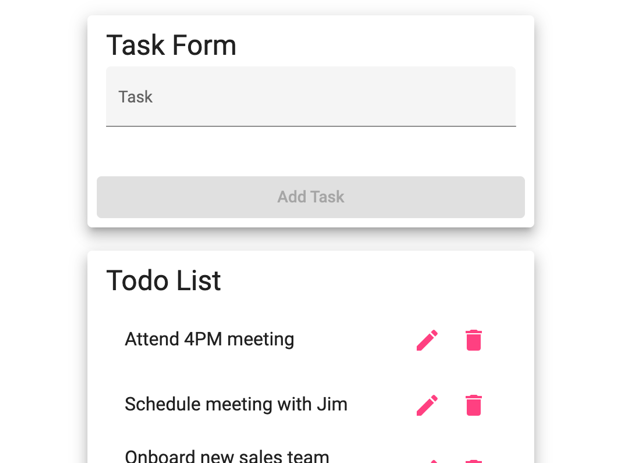 Task Form
Task
Add Task
Todo List
Attend 4PM meeting
Schedule meeting with Jim
Onboard new sales team